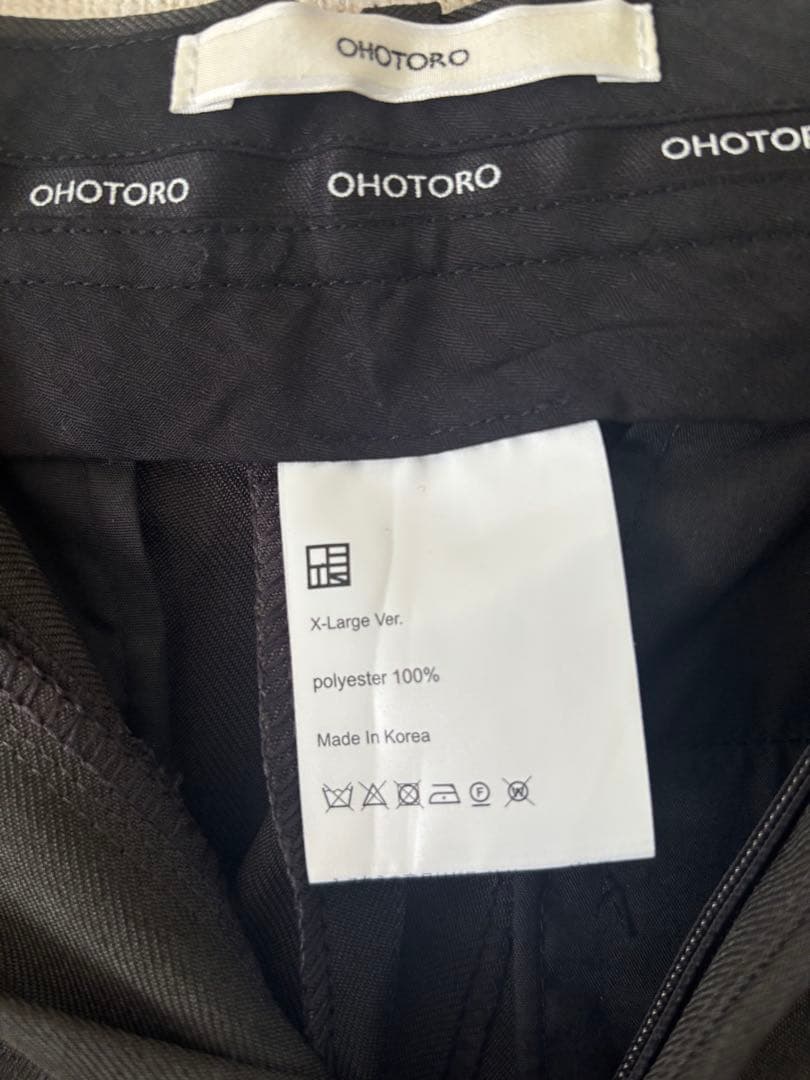 OHOTORO
OHOTORO OHOTORO OHOTOR
X-Large Ver.
polyester 100%
Made In Korea
F W